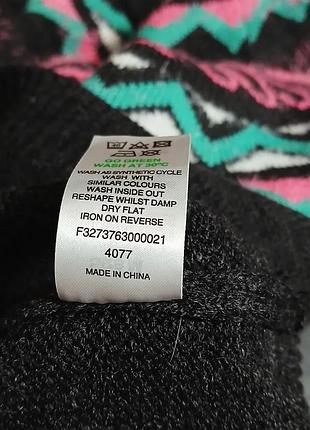 GO GREEN
WASH AT 30°C
WASH AS SYNTHETIC CYCLE
WASH WITH
SIMILAR COLOURS
WASH INSIDE OUT
RESHAPE WHILST DAMP
DRY FLAT
IRON ON REVERSE
F3273763000021
4077
MADE IN CHINA